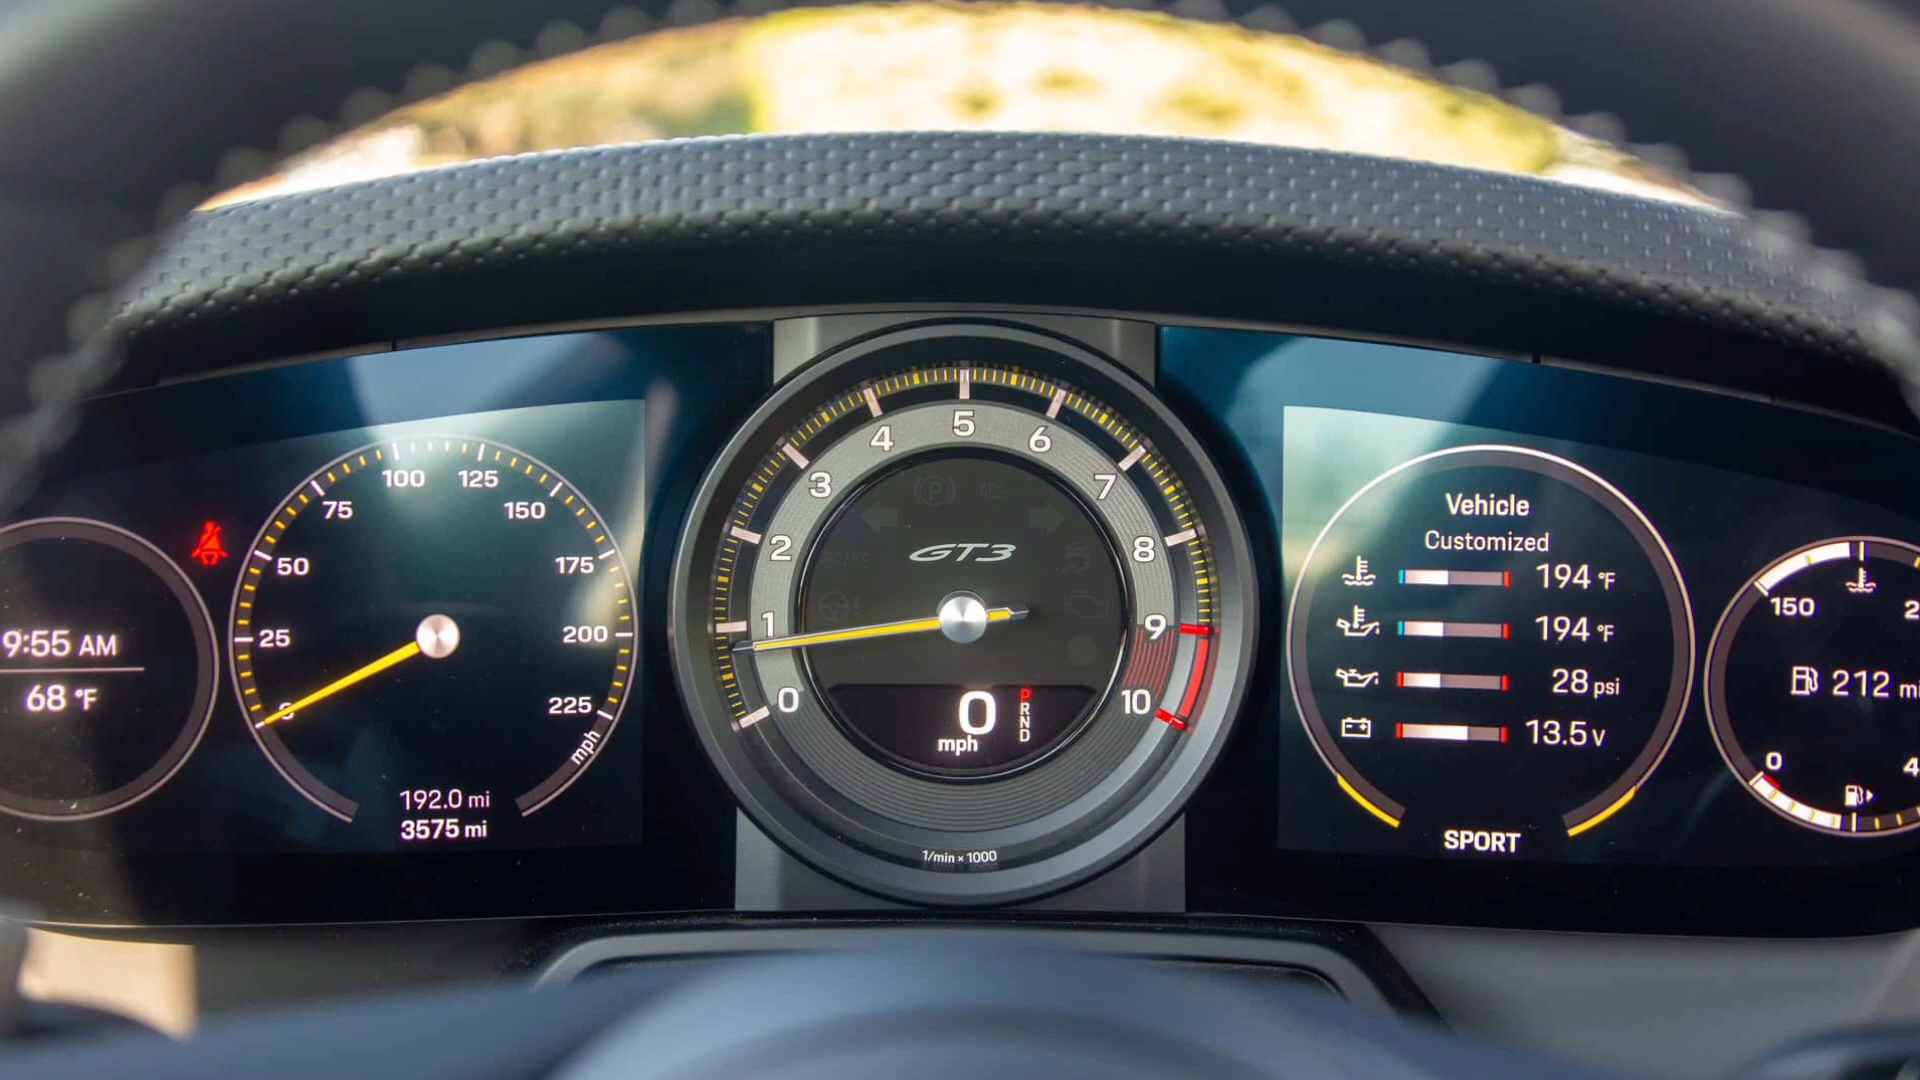 9:55 AM
68 °F
0
25
50
75
100
125
150
175
200
225
mph
192.0 mi
3575 mi
0
1
2
3
4
5
6
7
8
9
10
GT3
0
mph
P
R
N
D
1/min × 1000
Vehicle
Customized
194 °F
194 °F
28 psi
13.5 V
SPORT
150
212
0